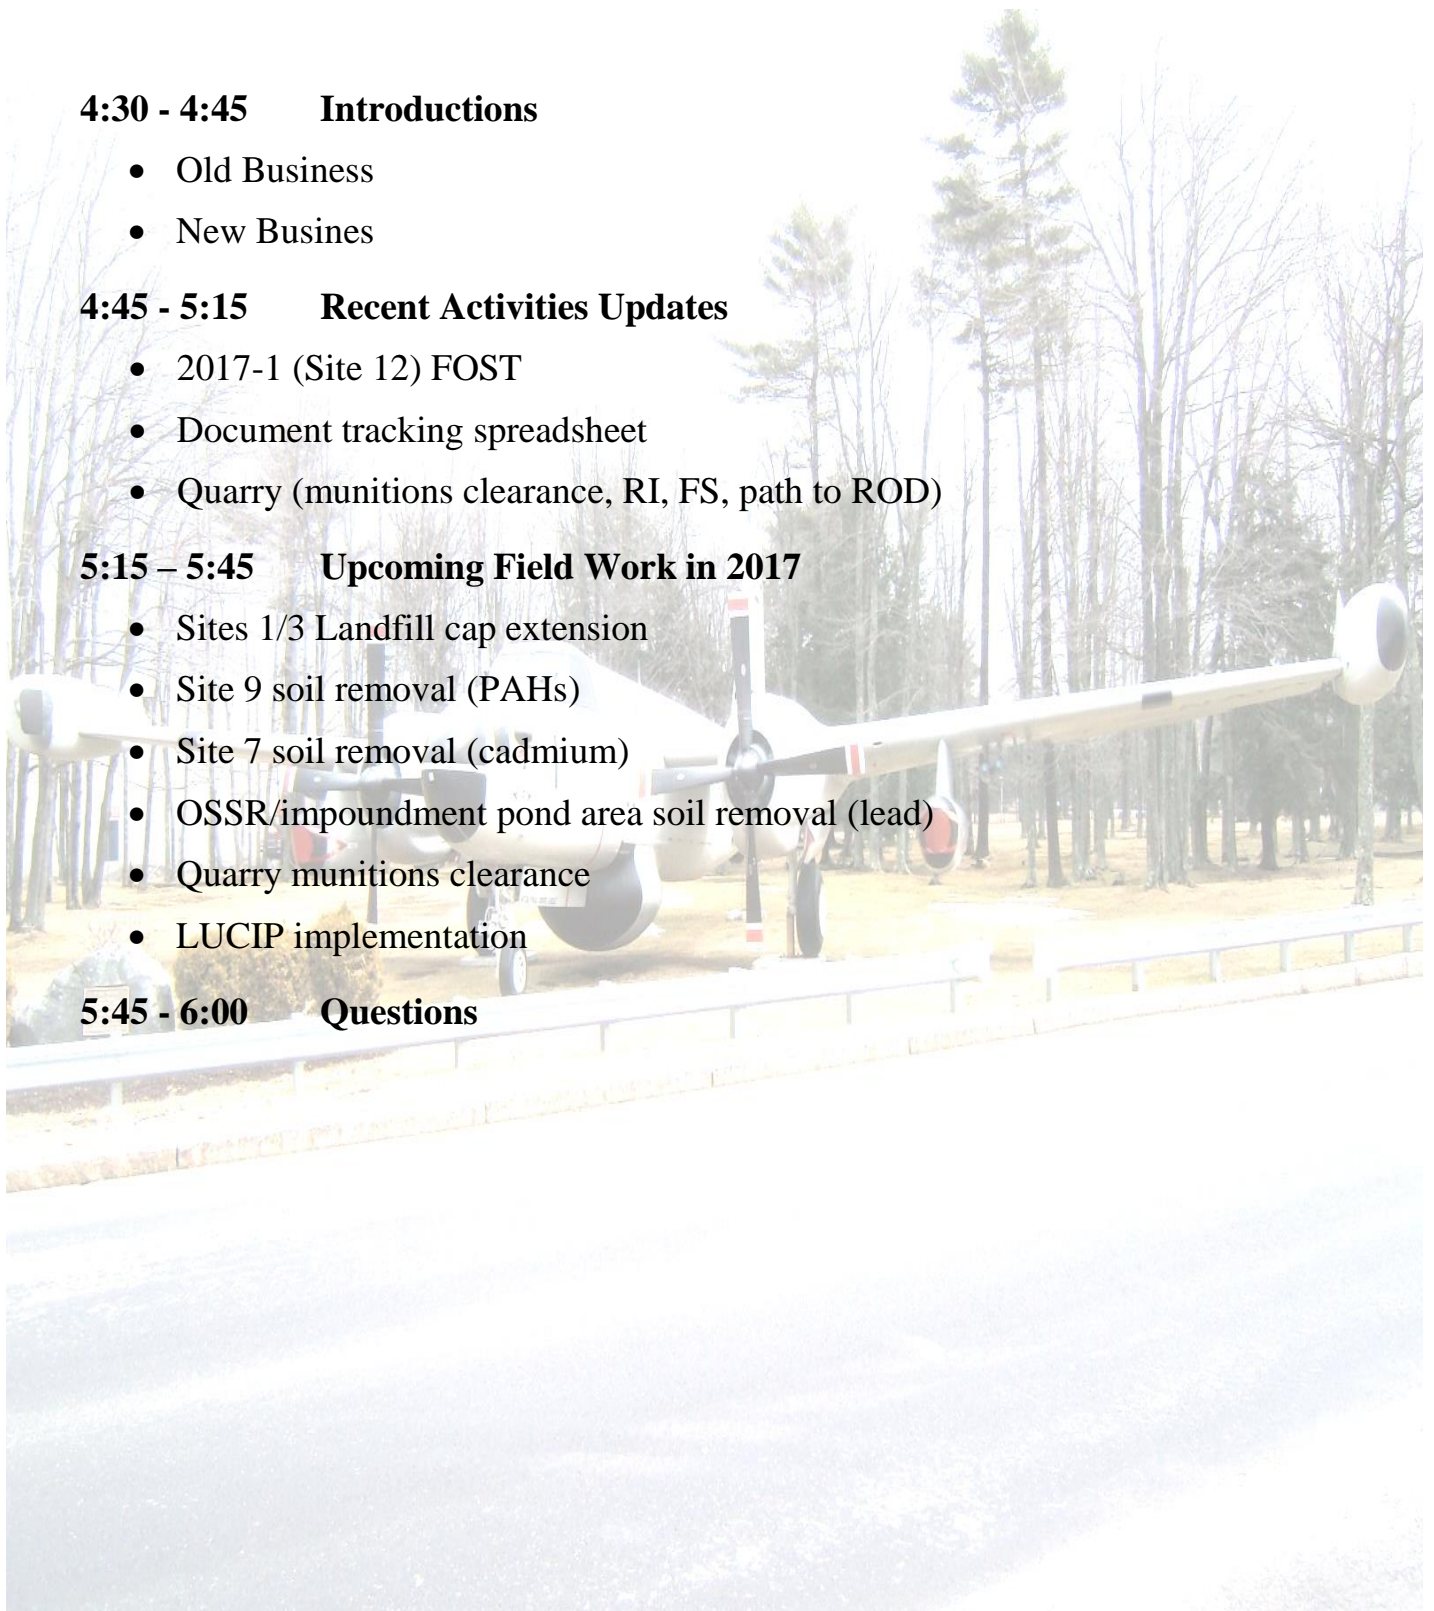 4:30 - 4:45 Introductions
• Old Business
• New Busines
4:45 - 5:15 Recent Activities Updates
• 2017-1 (Site 12) FOST
• Document tracking spreadsheet
• Quarry (munitions clearance, RI, FS, path to ROD)
5:15 – 5:45 Upcoming Field Work in 2017
• Sites 1/3 Landfill cap extension
• Site 9 soil removal (PAHs)
• Site 7 soil removal (cadmium)
• OSSR/impoundment pond area soil removal (lead)
• Quarry munitions clearance
• LUCIP implementation
5:45 - 6:00 Questions